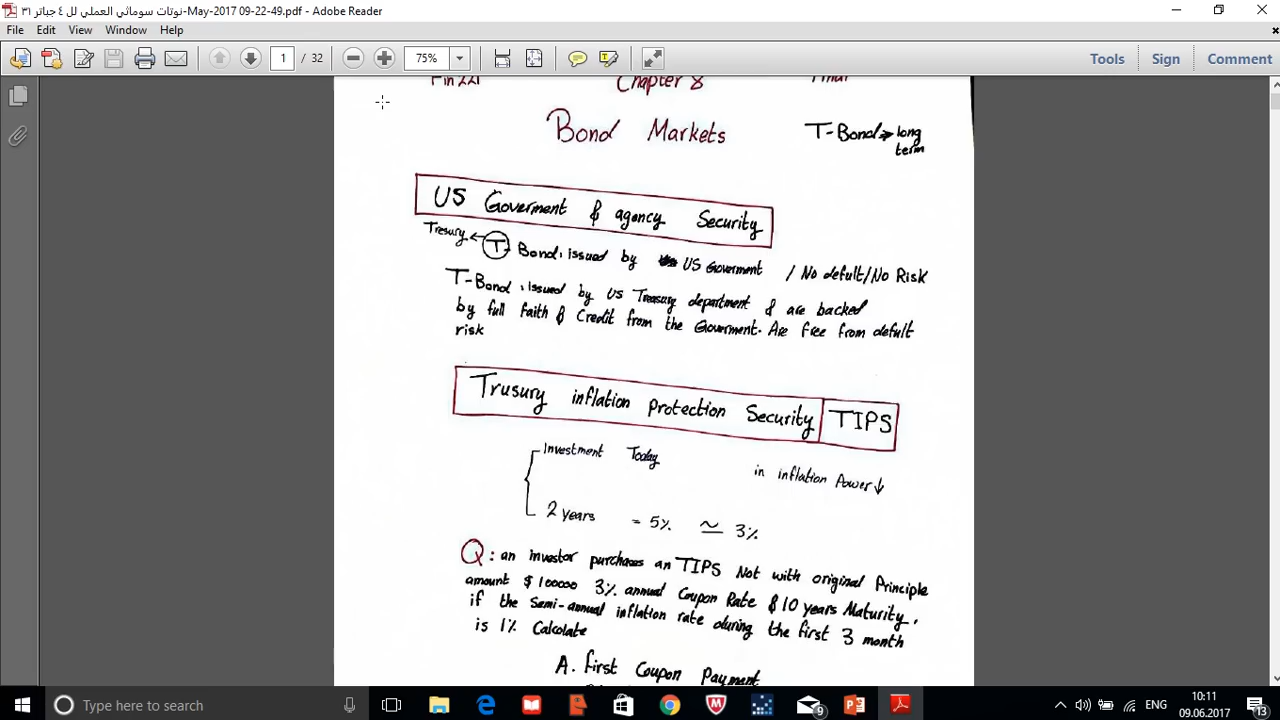 نوتات سوماثي العملي لل ٤ جباتر ٣١-May-2017 09-22-49.pdf - Adobe Reader
File Edit View Window Help
1 / 32 75% Tools Sign Comment
Fin 221 Chapter 8 Final
Bond Markets T-Bond → long term
US Goverment & agency Security
Tresury ← T- Bond: issued by US Goverment / No defult/No Risk
T-Bond: issued by US Treasury department & are backed
by full faith & Credit from the Goverment. Are free from defult
risk
Trusury inflation Protection Security TIPS
Investment Today
in inflation Power ↓
2 years = 5% ≃ 3%
Q: an investor purchases an TIPS Not with original Principle
amount $ 100000 3% annual Coupon Rate & 10 years Maturity.
if the Semi-annual inflation rate during the first 3 month
is 1% Calculate
A. First Coupon Payment
Type here to search
9
ENG
10:11
09.06.2017
13